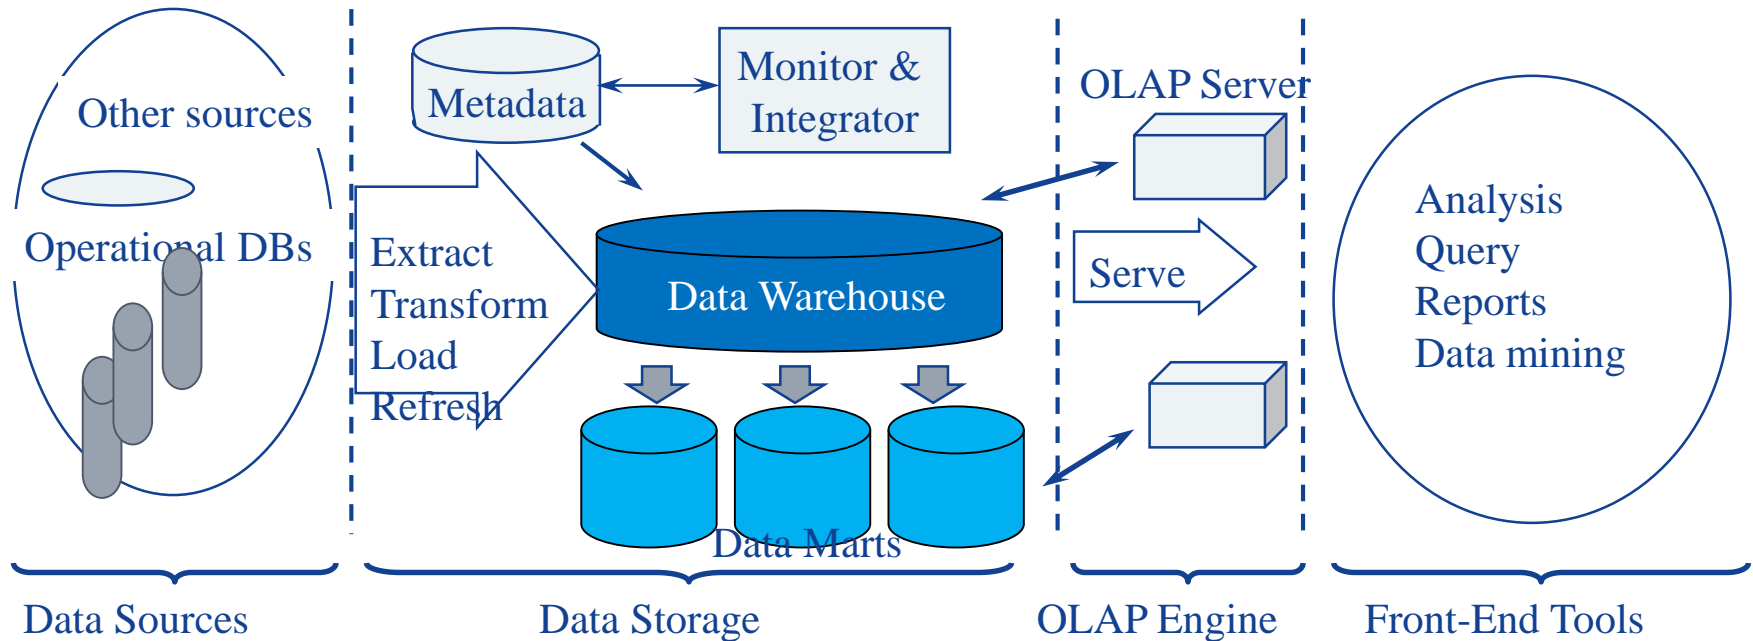 Other sources
Operational DBs
Metadata
Monitor &
Integrator
OLAP Server
Extract
Transform
Load
Refresh
Data Warehouse
Serve
Data Marts
Analysis
Query
Reports
Data mining
Data Sources
Data Storage
OLAP Engine
Front-End Tools